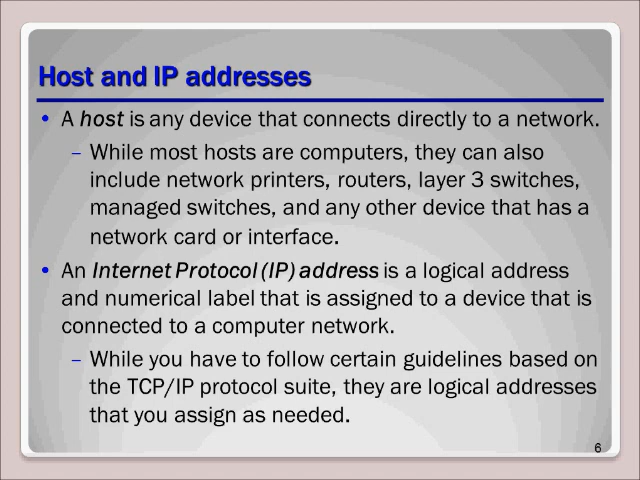 Host and IP addresses
• A host is any device that connects directly to a network.
– While most hosts are computers, they can also
include network printers, routers, layer 3 switches,
managed switches, and any other device that has a
network card or interface.
• An Internet Protocol (IP) address is a logical address
and numerical label that is assigned to a device that is
connected to a computer network.
– While you have to follow certain guidelines based on
the TCP/IP protocol suite, they are logical addresses
that you assign as needed.
6